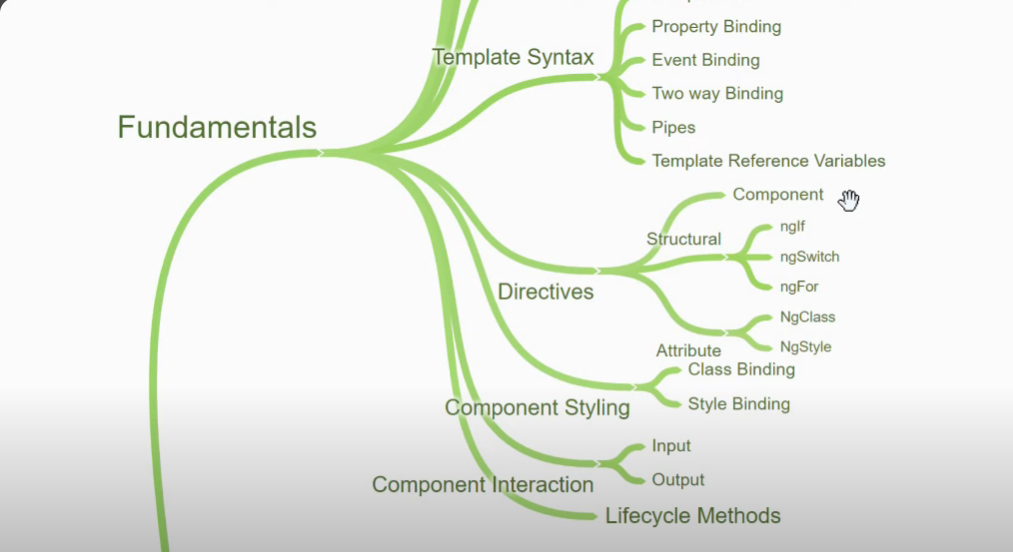 Template Syntax
Property Binding
Event Binding
Two way Binding
Pipes
Template Reference Variables
Fundamentals
Directives
Component
Structural
ngIf
ngSwitch
ngFor
Attribute
NgClass
NgStyle
Component Styling
Class Binding
Style Binding
Component Interaction
Input
Output
Lifecycle Methods